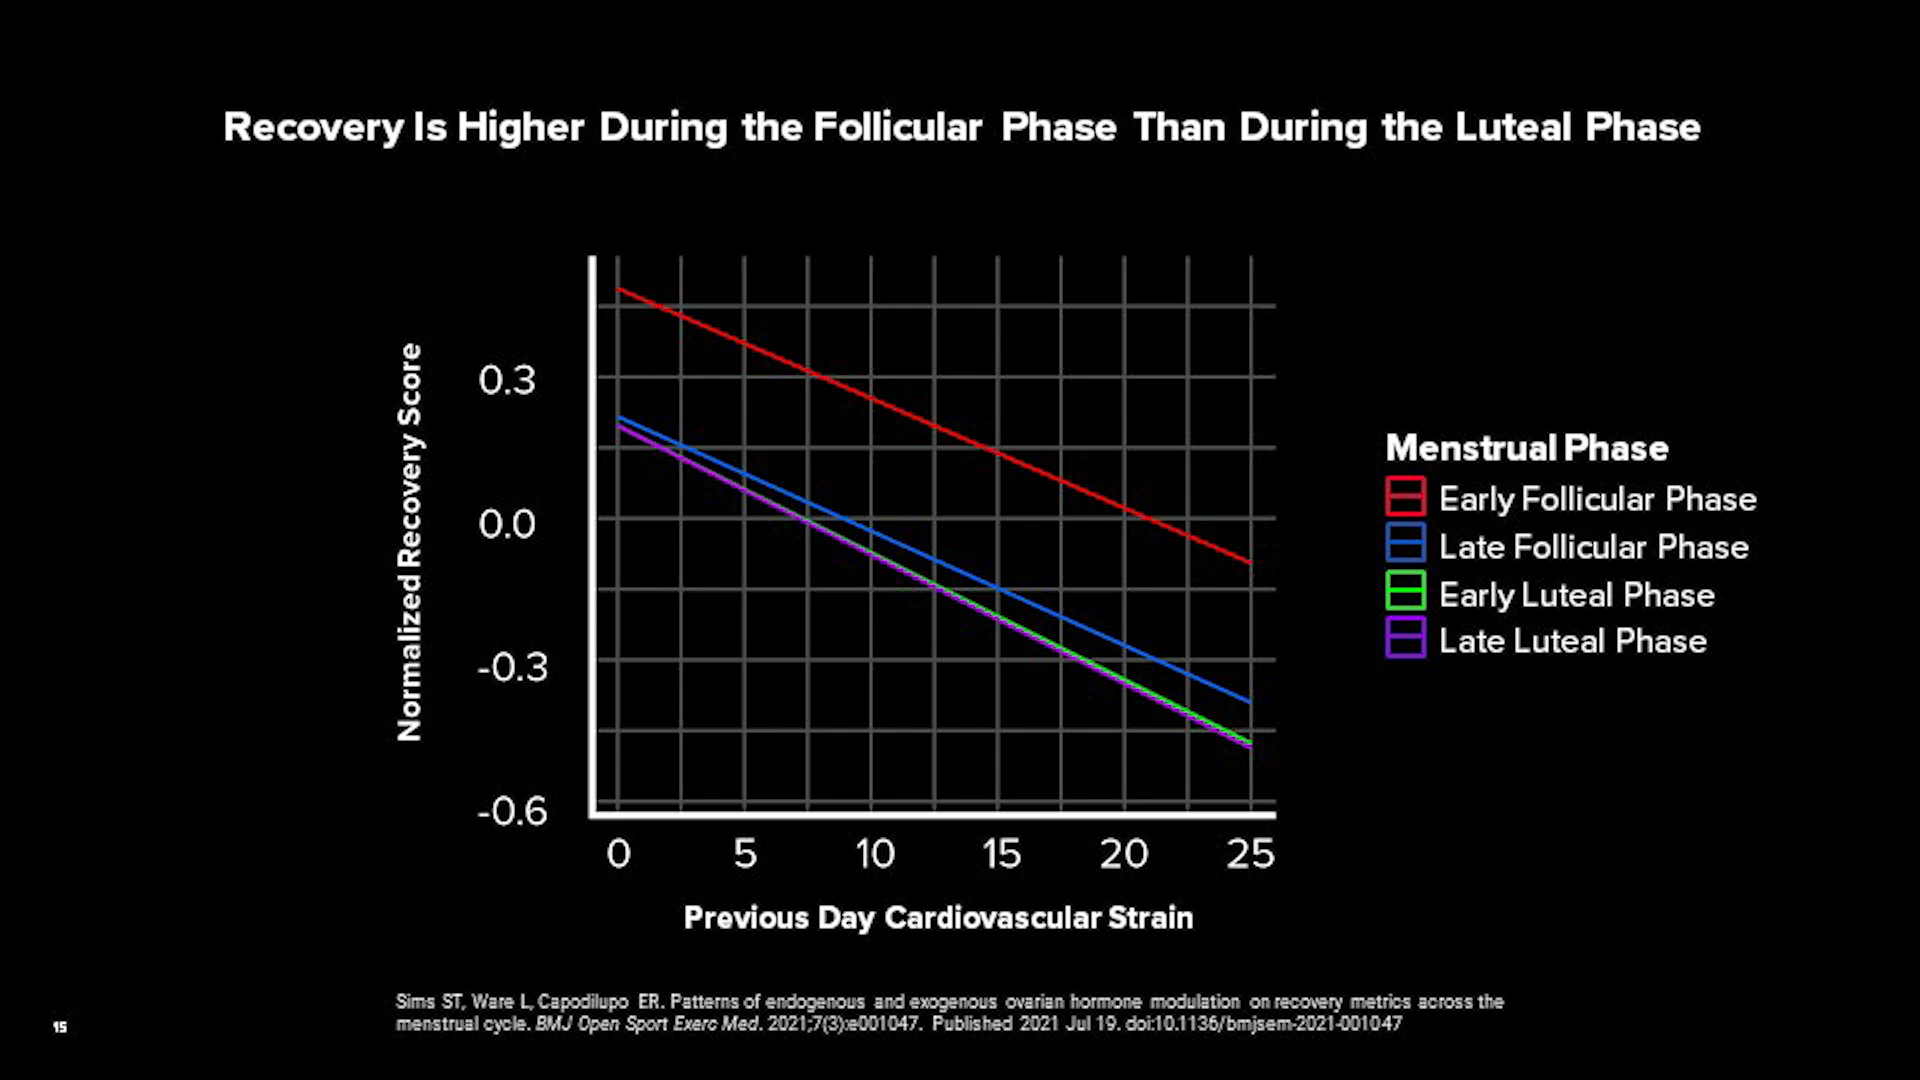 Recovery Is Higher During the Follicular Phase Than During the Luteal Phase
Normalized Recovery Score
0.3
0.0
-0.3
-0.6
0 5 10 15 20 25
Previous Day Cardiovascular Strain
Menstrual Phase
Early Follicular Phase
Late Follicular Phase
Early Luteal Phase
Late Luteal Phase
Sims ST, Ware L, Capodilupo ER. Patterns of endogenous and exogenous ovarian hormone modulation on recovery metrics across the
menstrual cycle. BMJ Open Sport Exerc Med. 2021;7(3):e001047. Published 2021 Jul 19. doi:10.1136/bmjsem-2021-001047
15